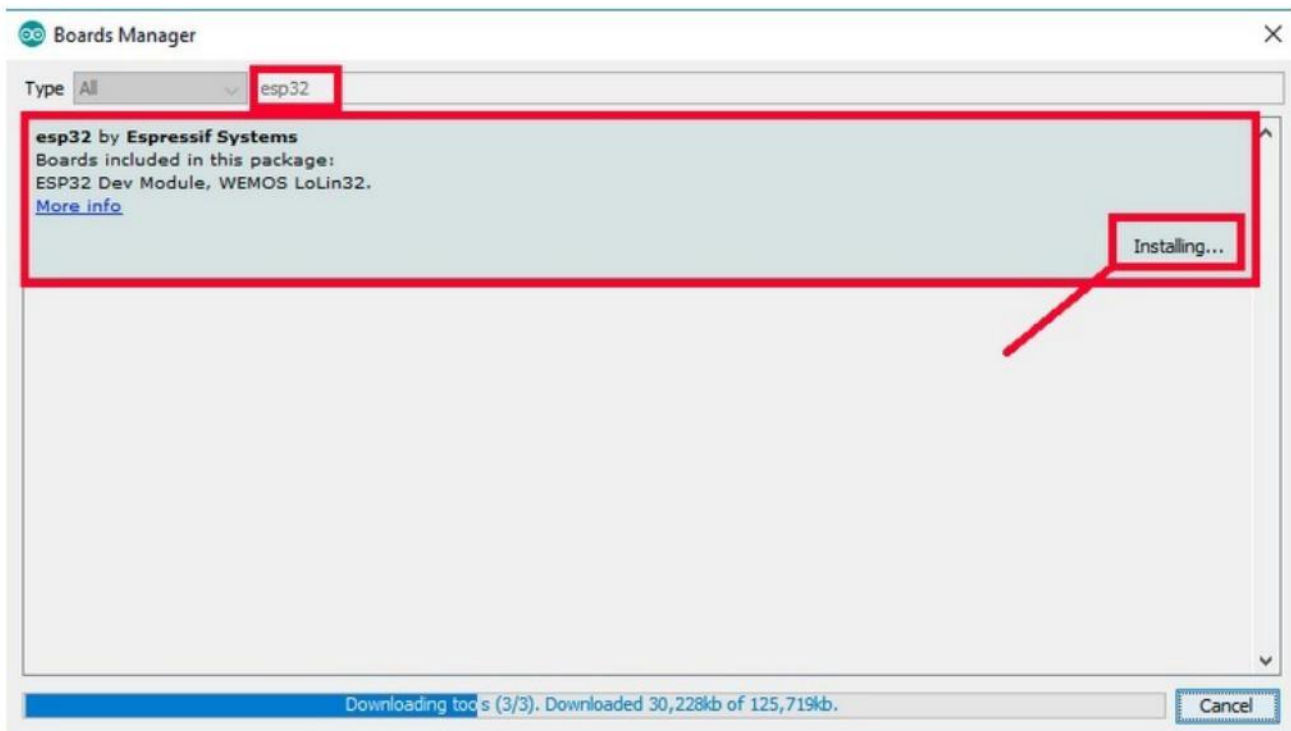 Boards Manager
Type All esp32
esp32 by Espressif Systems
Boards included in this package:
ESP32 Dev Module, WEMOS LoLin32.
More info
Installing...
Downloading tools (3/3). Downloaded 30,228kb of 125,719kb.
Cancel